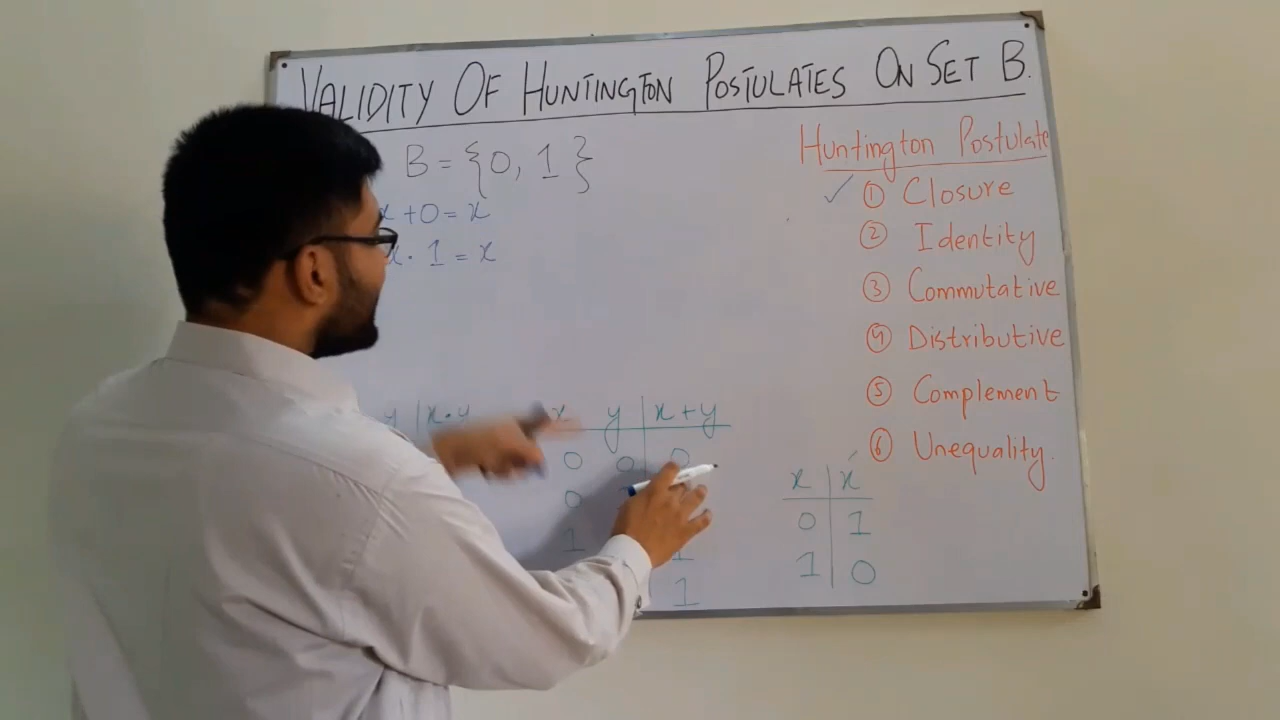 VALIDITY OF HUNTINGTON POSTULATES ON SET B.
B = {0, 1}
x + 0 = x
x · 1 = x
Huntington Postulate
✓ ① Closure
② Identity
③ Commutative
④ Distributive
⑤ Complement
⑥ Unequality.
y | x·y
x y | x+y
0 0 | 0
0
1 1
1
x | x́
0 | 1
1 | 0